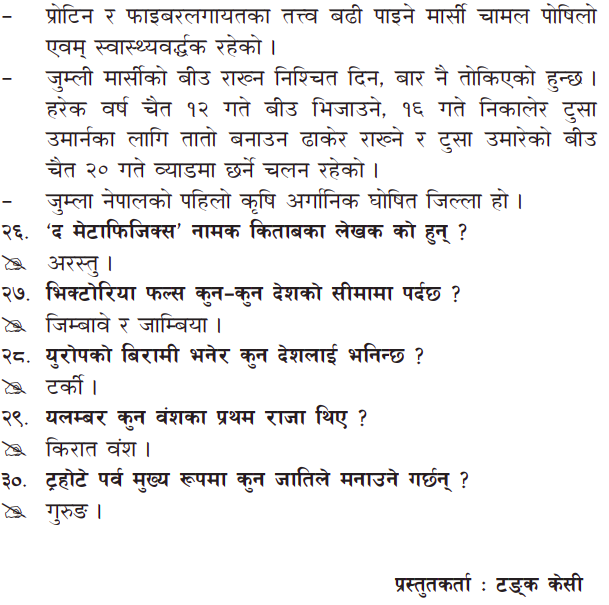 – प्रोटिन र फाइबरलगायतका तत्त्व बढी पाइने मार्सी चामल पोषिलो
एवम् स्वास्थ्यवर्द्धक रहेको ।
– जुम्ली मार्सीको बीउ राख्न निश्चित दिन, बार नै तोकिएको हुन्छ ।
हरेक वर्ष चैत १२ गते बीउ भिजाउने, १६ गते निकालेर टुसा
उमार्नका लागि तातो बनाउन ढाकेर राख्ने र टुसा उमारेको बीउ
चैत २० गते व्याडमा छर्ने चलन रहेको ।
– जुम्ला नेपालको पहिलो कृषि अर्गानिक घोषित जिल्ला हो ।
२६. ‘द मेटाफिजिक्स’ नामक किताबका लेखक को हुन् ?
अरस्तु ।
२७. भिक्टोरिया फल्स कुन–कुन देशको सीमामा पर्दछ ?
जिम्बावे र जाम्बिया ।
२८. युरोपको बिरामी भनेर कुन देशलाई भनिन्छ ?
टर्की ।
२९. यलम्बर कुन वंशका प्रथम राजा थिए ?
किरात वंश ।
३०. ट्रहोटे पर्व मुख्य रूपमा कुन जातिले मनाउने गर्छन् ?
गुरुङ ।
प्रस्तुतकर्ता : टङ्क केसी